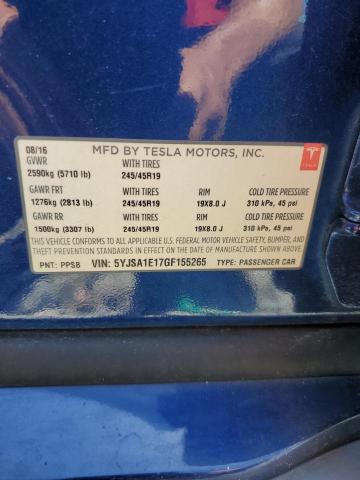 08/16 MFD BY TESLA MOTORS, INC.
GVWR WITH TIRES
2590kg (5710 lb) 245/45R19
GAWR FRT WITH TIRES RIM COLD TIRE PRESSURE
1276kg (2813 lb) 245/45R19 19X8.0 J 310 kPa, 45 psi
GAWR RR WITH TIRES RIM COLD TIRE PRESSURE
1500kg (3307 lb) 245/45R19 19X8.0 J 310 kPa, 45 psi
THIS VEHICLE CONFORMS TO ALL APPLICABLE U.S. FEDERAL MOTOR VEHICLE SAFETY, BUMPER, AND
THEFT PREVENTION STANDARDS IN EFFECT ON THE DATE OF MANUFACTURE SHOWN ABOVE.
PNT: PPSB VIN: 5YJSA1E17GF155265 TYPE: PASSENGER CAR
TESLA